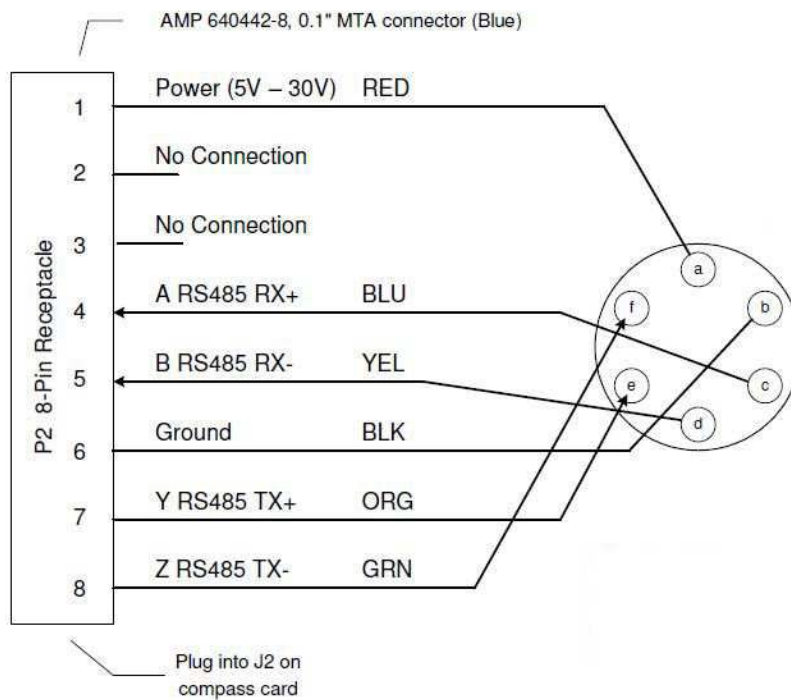 AMP 640442-8, 0.1" MTA connector (Blue)
P2 8-Pin Receptacle
1 Power (5V – 30V) RED
2 No Connection
3 No Connection
4 A RS485 RX+ BLU
5 B RS485 RX- YEL
6 Ground BLK
7 Y RS485 TX+ ORG
8 Z RS485 TX- GRN
a
f b
e c
d
Plug into J2 on
compass card